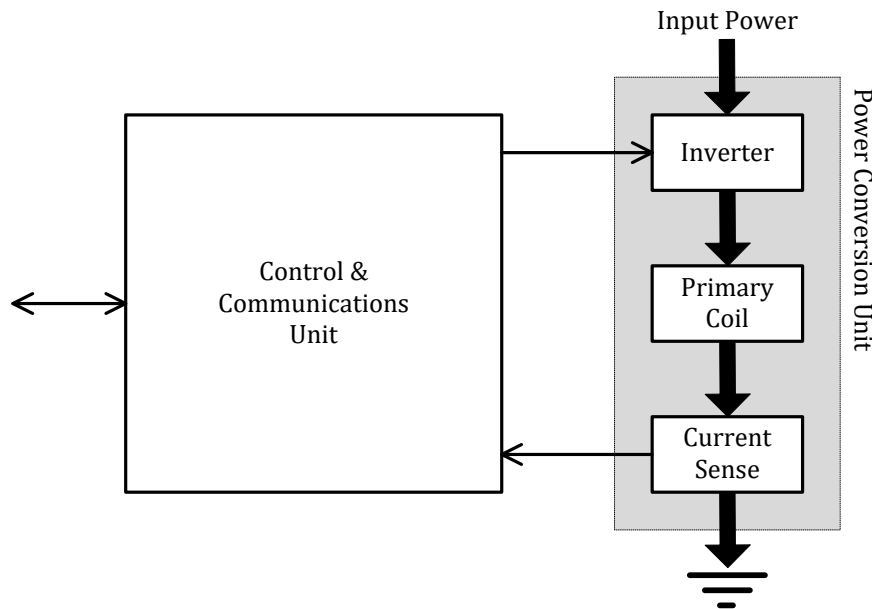 Input Power
Inverter
Control &
Communications
Unit
Primary
Coil
Current
Sense
Power Conversion Unit